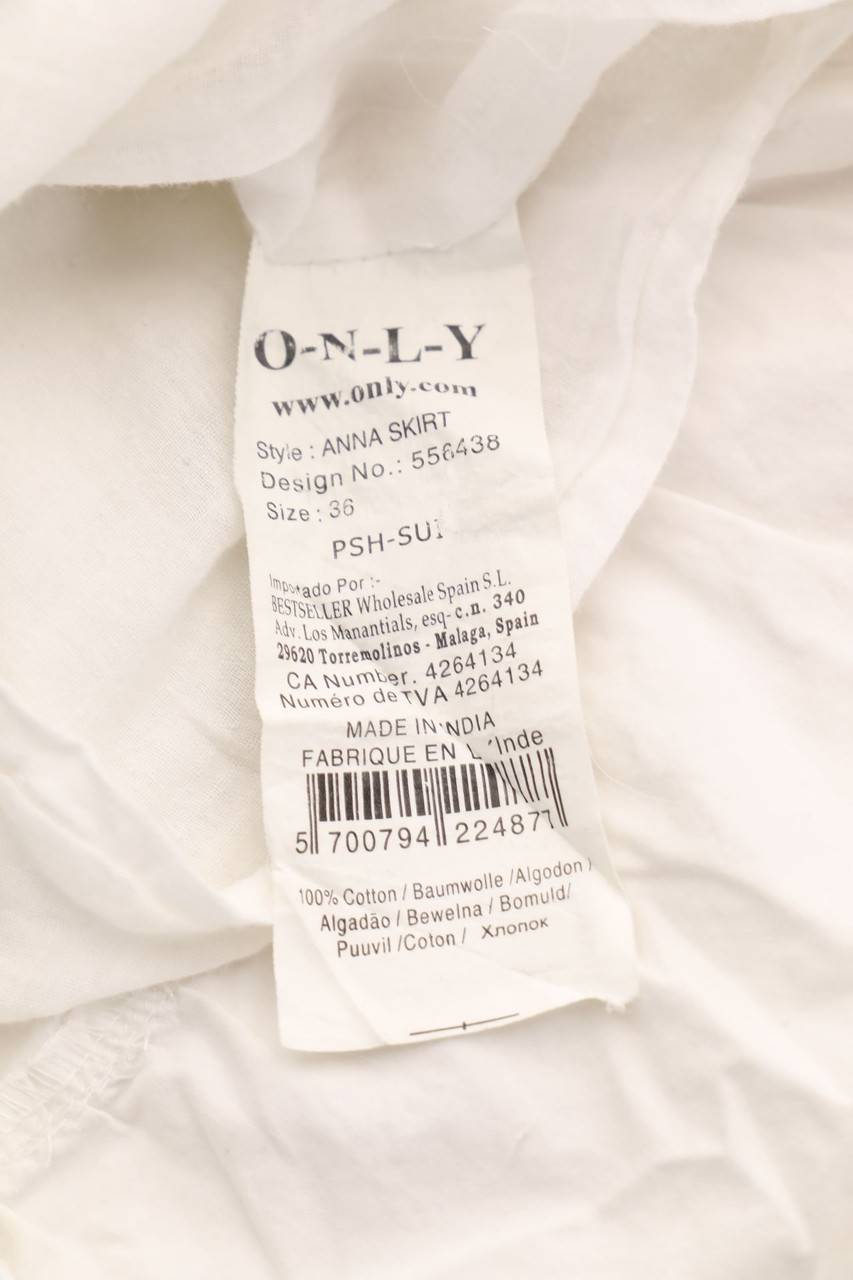 O-N-L-Y
www.only.com
Style : ANNA SKIRT
Design No.: 556438
Size : 36
PSH-SU
Importado Por :-
BESTSELLER Wholesale Spain S.L.
Adv. Los Manantials, esq- c.n. 340
29620 Torremolinos - Malaga, Spain
CA Number. 4264134
Numéro de TVA 4264134
MADE IN INDIA
FABRIQUE EN L 'Inde
5 700794 224877
100% Cotton / Baumwolle /Algodon /
Algadão / Bewelna / Bomuld/
Puuvil /Coton / Хлопок